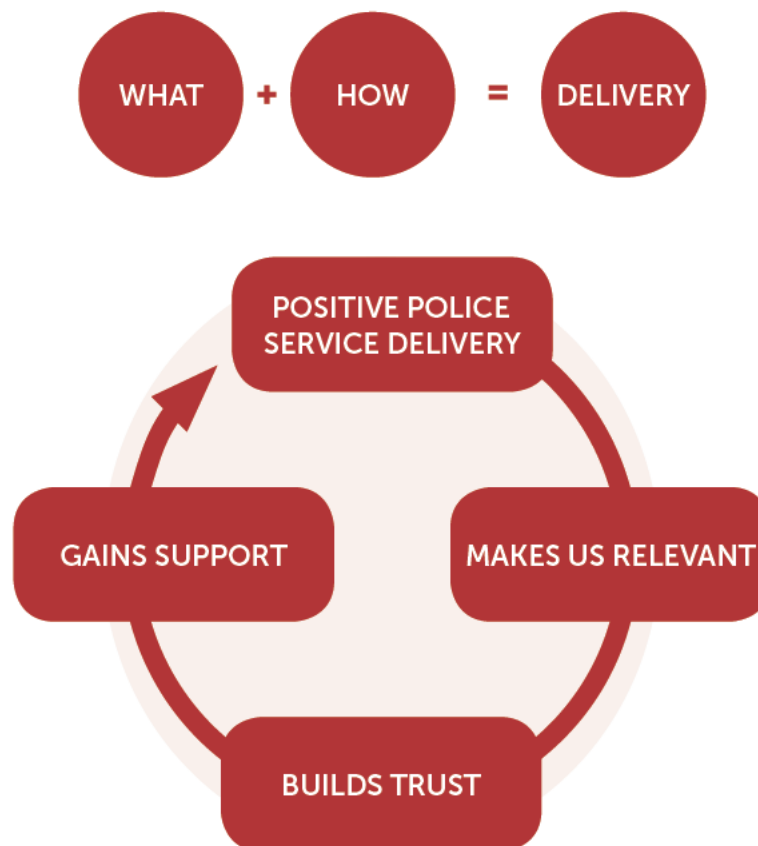 WHAT + HOW = DELIVERY
POSITIVE POLICE
SERVICE DELIVERY
MAKES US RELEVANT
BUILDS TRUST
GAINS SUPPORT